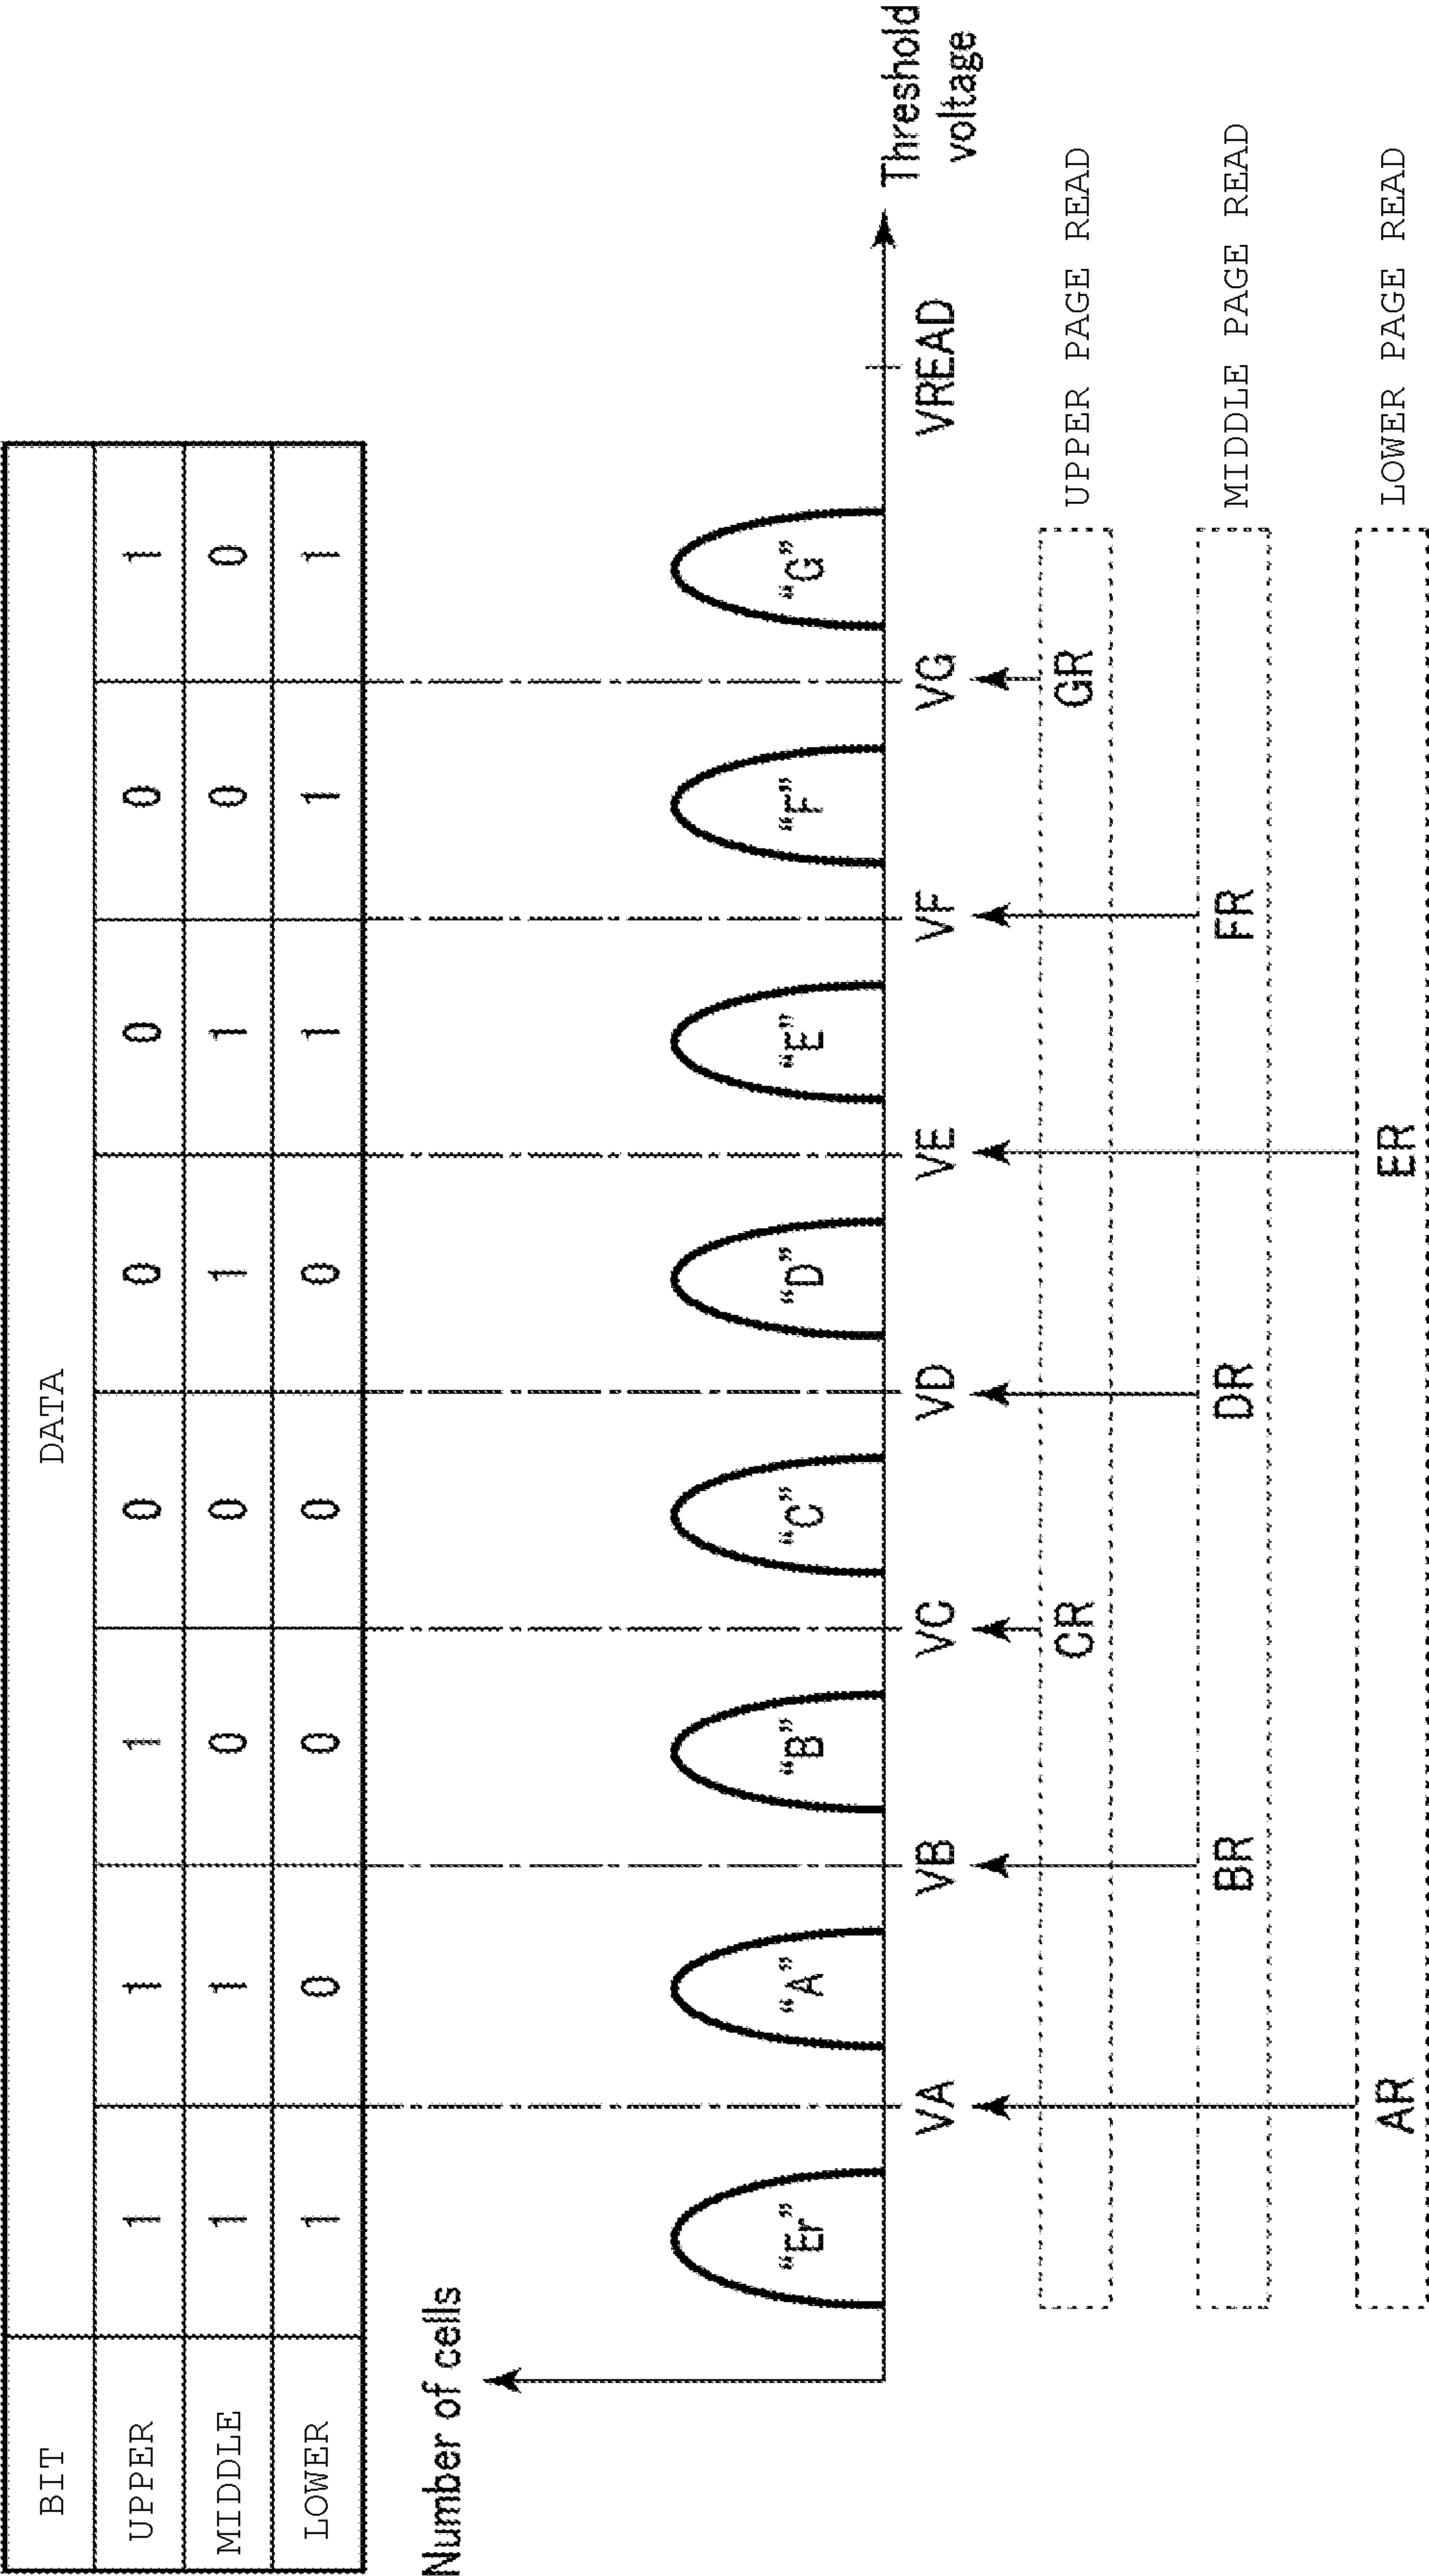 BIT DATA
UPPER 1 1 1 0 0 0 0 1
MIDDLE 1 1 0 0 1 1 0 0
LOWER 1 0 0 0 0 1 1 1
Number of cells
“Er” “A” “B” “C” “D” “E” “F” “G”
VA VB VC VD VE VF VG VREAD
Threshold
voltage
CR GR UPPER PAGE READ
BR DR FR MIDDLE PAGE READ
AR ER LOWER PAGE READ